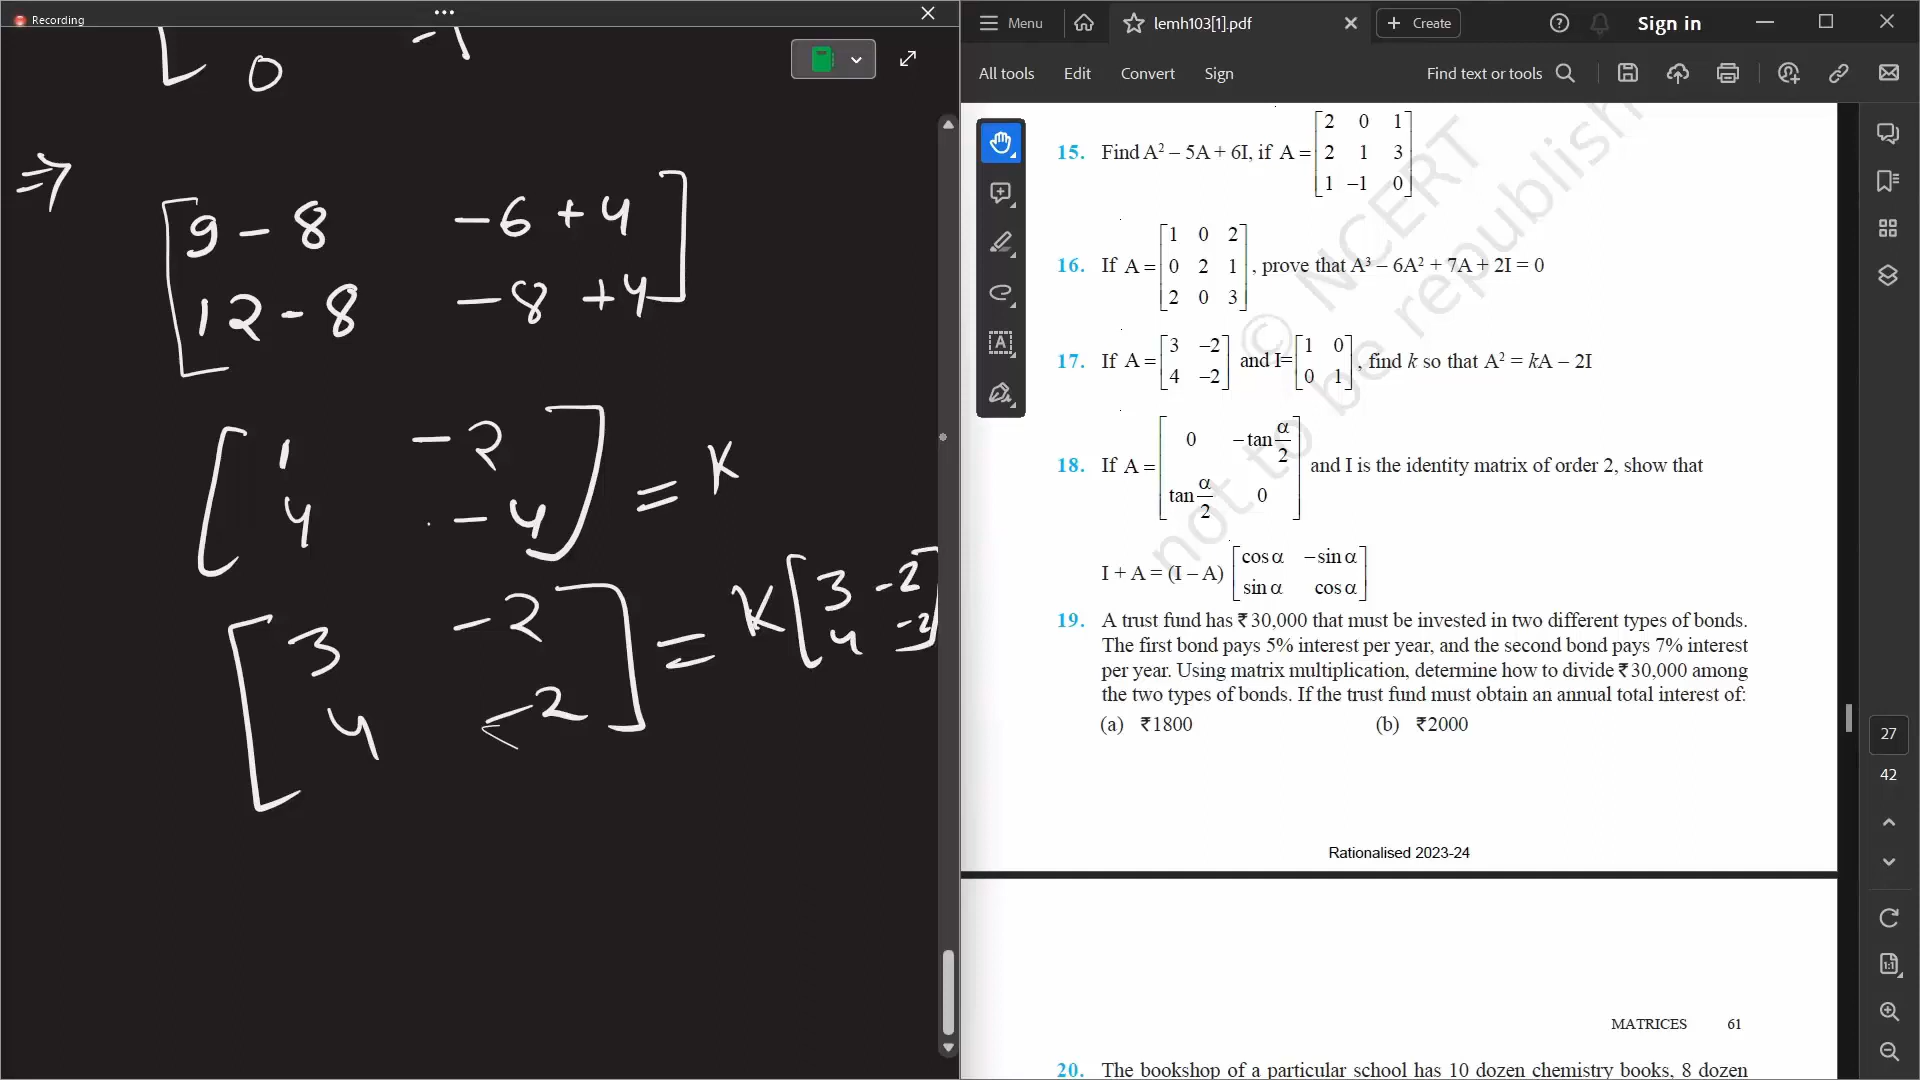 Recording
0 -1
⇒
9 - 8 -6 + 4
12 - 8 -8 + 4
1 -2
4 -4 = K
3 -2 = K [3 -2
4 -2 4 -2]
Menu lemh103[1].pdf + Create Sign in
All tools Edit Convert Sign Find text or tools
15. Find A² – 5A + 6I, if A = [2 0 1
2 1 3
1 –1 0]
16. If A = [1 0 2
0 2 1
2 0 3], prove that A³ – 6A² + 7A + 2I = 0
17. If A = [3 –2
4 –2] and I= [1 0
0 1], find k so that A² = kA – 2I
18. If A = [0 –tan α/2
tan α/2 0] and I is the identity matrix of order 2, show that
I + A = (I – A) [cos α –sin α
sin α cos α]
19. A trust fund has ₹ 30,000 that must be invested in two different types of bonds.
The first bond pays 5% interest per year, and the second bond pays 7% interest
per year. Using matrix multiplication, determine how to divide ₹ 30,000 among
the two types of bonds. If the trust fund must obtain an annual total interest of:
(a) ₹1800 (b) ₹2000
Rationalised 2023-24
© NCERT
not to be republish
MATRICES 61
20. The bookshop of a particular school has 10 dozen chemistry books, 8 dozen
27
42
1:1